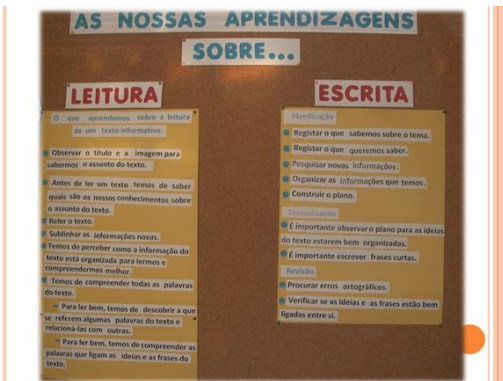 AS NOSSAS APRENDIZAGENS
SOBRE...
LEITURA
O que aprendemos sobre a leitura
de um texto informativo:
Observar o título e a imagem para
sabermos o assunto do texto.
Antes de ler um texto temos de saber
quais são os nossos conhecimentos sobre
o assunto do texto.
Reler o texto.
Sublinhar as informações novas.
Temos de perceber como a informação do
texto está organizada para lermos e
compreendermos melhor.
Temos de compreender todas as palavras
do texto.
– Para ler bem, temos de descobrir a que
se referem algumas palavras do texto e
relacioná-las com outras.
– Para ler bem, temos de compreender as
palavras que ligam as ideias e as frases do
texto.
ESCRITA
Planificação
Registar o que sabemos sobre o tema.
Registar o que queremos saber.
Pesquisar novas informações.
Organizar as informações que temos.
Construir o plano.
Textualização
É importante observar o plano para as ideias
do texto estarem bem organizadas.
É importante escrever frases curtas.
Revisão
Procurar erros ortográficos.
Verificar se as ideias e as frases estão bem
ligadas entre si.